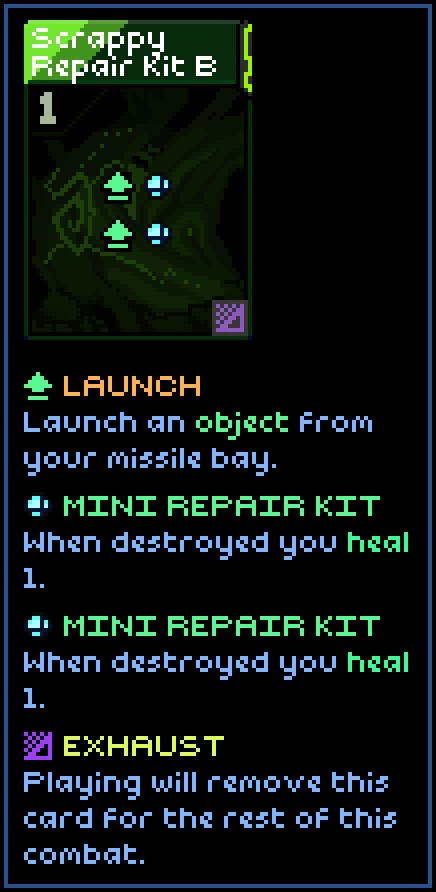 Scrappy
Repair Kit B
1
LAUNCH
Launch an object from
your missile bay.
MINI REPAIR KIT
When destroyed you heal
1.
MINI REPAIR KIT
When destroyed you heal
1.
EXHAUST
Playing will remove this
card for the rest of this
combat.